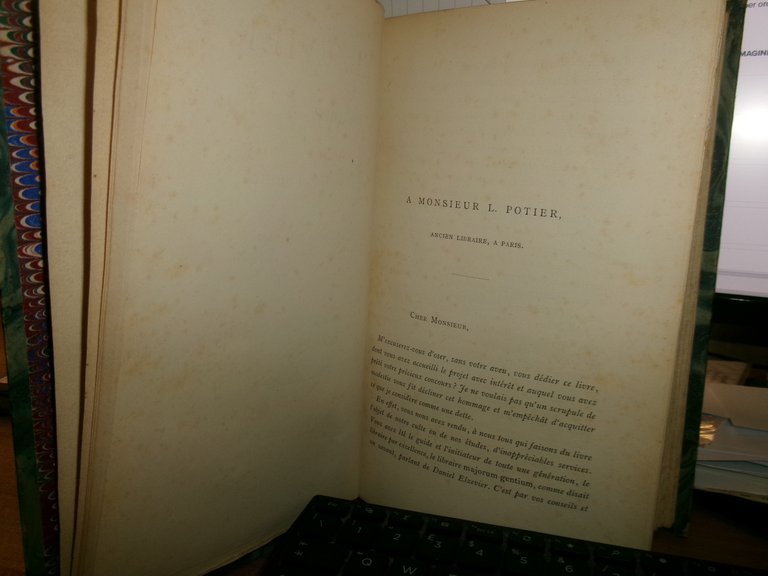 A MONSIEUR L. POTIER,
ANCIEN LIBRAIRE, A PARIS.
CHER MONSIEUR,
M'excuserez-vous d'oser, sans votre aveu, vous dédier ce livre,
dont vous avez accueilli le projet avec intérêt et auquel vous avez
prêté votre précieux concours? Je ne voulais pas qu'un scrupule de
modestie vous fît décliner cet hommage et m'empêchât d'acquitter
ce que je considère comme une dette.
En effet, vous nous avez rendu, à nous tous qui faisons du livre
l'objet de notre culte ou de nos études, d'inappréciables services.
Vous avez été le guide et l'initiateur de toute une génération, le
libraire par excellence, le libraire majorum gentium, comme disait
un savant, parlant de Daniel Elzevier. C'est par vos conseils et